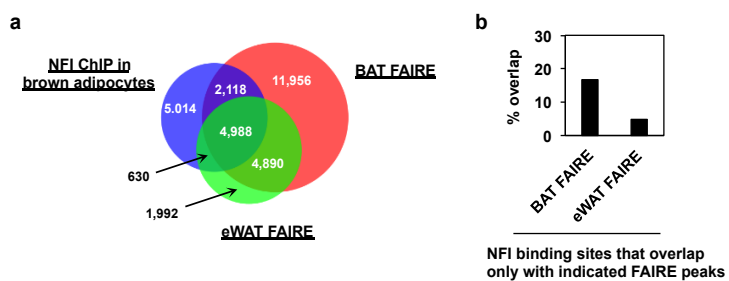 a
NFI ChIP in
brown adipocytes
BAT FAIRE
5.014
2,118
11,956
4,988
4,890
630
1,992
eWAT FAIRE
b
% overlap
30
20
10
0
BAT FAIRE
eWAT FAIRE
NFI binding sites that overlap
only with indicated FAIRE peaks